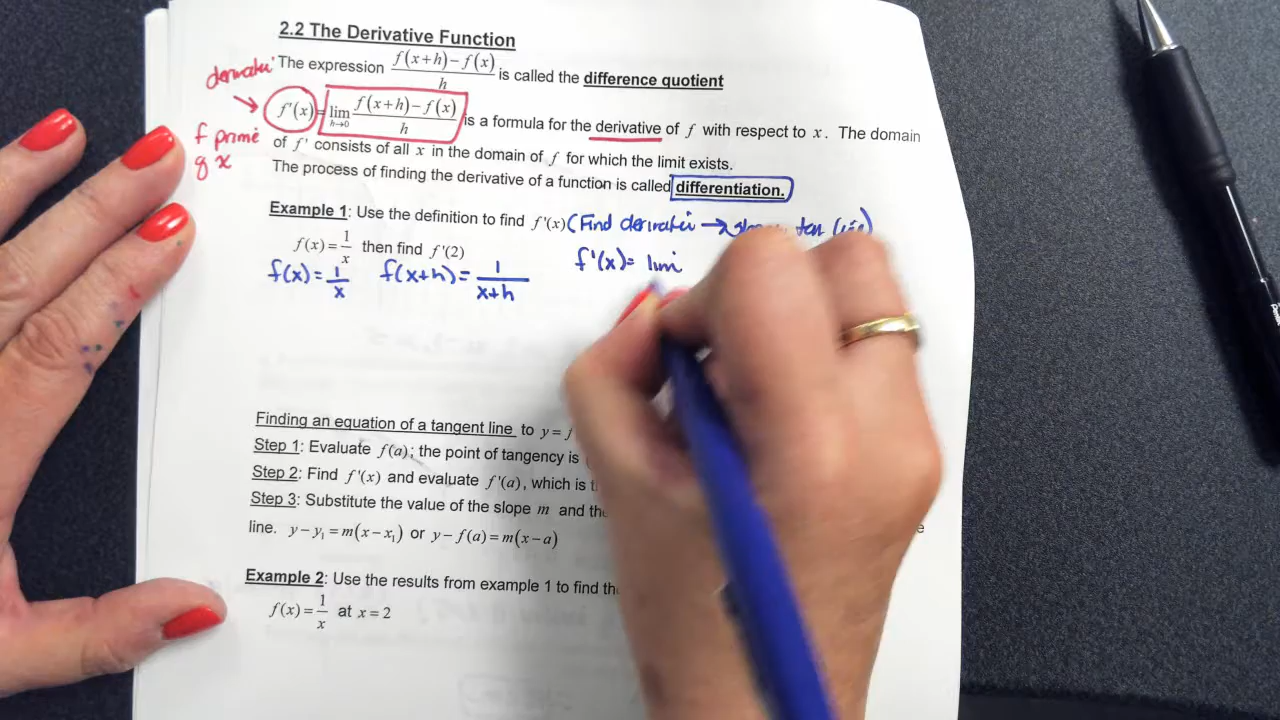 2.2 The Derivative Function
The expression f(x+h)−f(x)/h is called the difference quotient
f'(x)= lim h→0 f(x+h)−f(x)/h is a formula for the derivative of f with respect to x. The domain
f prime
of f' consists of all x in the domain of f for which the limit exists.
g x
The process of finding the derivative of a function is called differentiation.
Example 1: Use the definition to find f'(x) (Find → tan
f(x)= 1/x then find f'(2)
f(x)= 1/x f(x+h)= 1/x+h f'(x)= lim
Finding an equation of a tangent line to y = f
Step 1: Evaluate f(a); the point of tangency is
Step 2: Find f'(x) and evaluate f'(a), which is
Step 3: Substitute the value of the slope m and
line. y−y₁=m(x−x₁) or y−f(a)=m(x−a)
Example 2: Use the results from example 1 to find
f(x)= 1/x at x=2